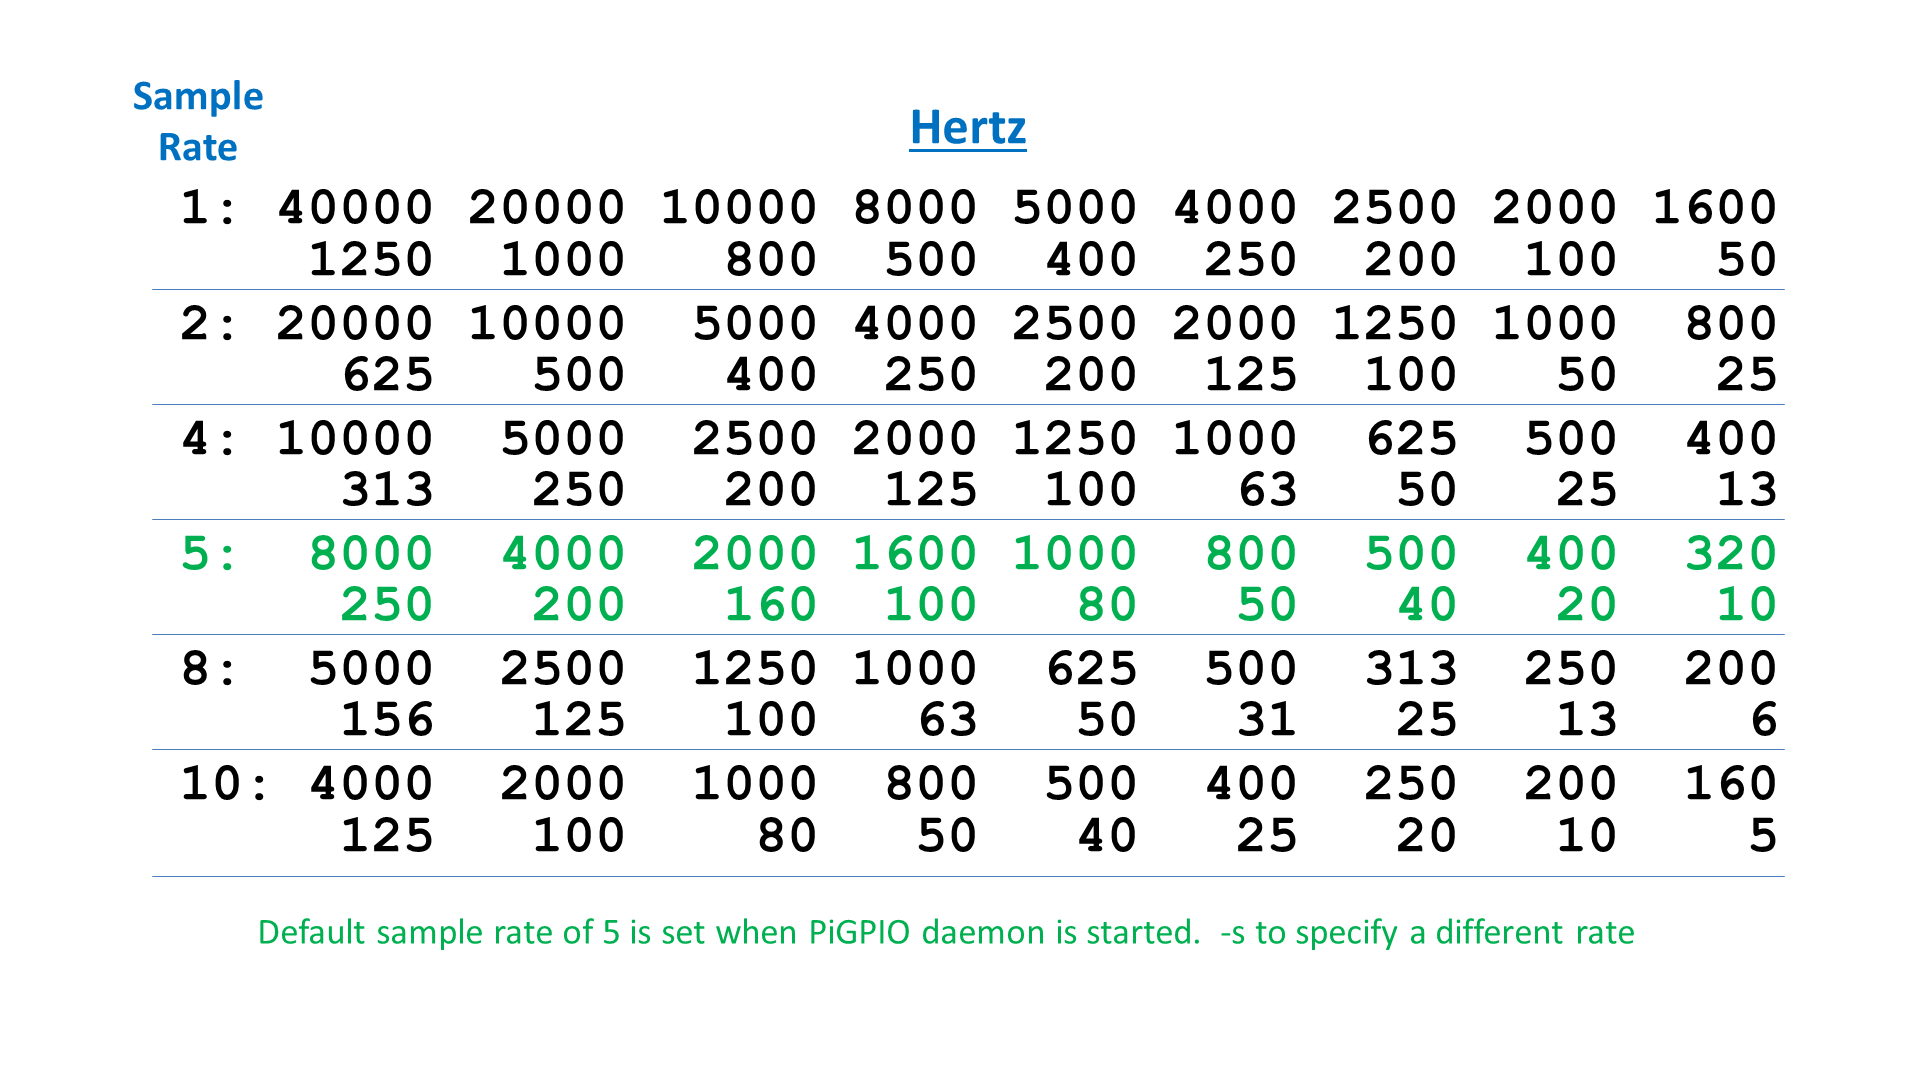 Sample
Rate
Hertz
1: 40000 20000 10000 8000 5000 4000 2500 2000 1600
1250 1000 800 500 400 250 200 100 50
2: 20000 10000 5000 4000 2500 2000 1250 1000 800
625 500 400 250 200 125 100 50 25
4: 10000 5000 2500 2000 1250 1000 625 500 400
313 250 200 125 100 63 50 25 13
5: 8000 4000 2000 1600 1000 800 500 400 320
250 200 160 100 80 50 40 20 10
8: 5000 2500 1250 1000 625 500 313 250 200
156 125 100 63 50 31 25 13 6
10: 4000 2000 1000 800 500 400 250 200 160
125 100 80 50 40 25 20 10 5
Default sample rate of 5 is set when PiGPIO daemon is started. -s to specify a different rate